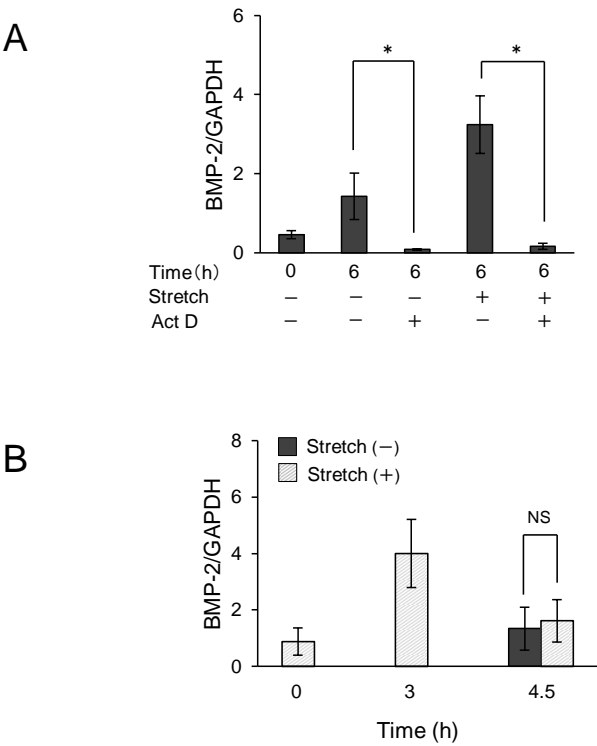 A
BMP-2/GAPDH
6
4
2
0
* *
Time(h) 0 6 6 6 6
Stretch − − − + +
Act D − − + − +
B
BMP-2/GAPDH
8
6
4
2
0
Stretch (−)
Stretch (+)
NS
0 3 4.5
Time (h)